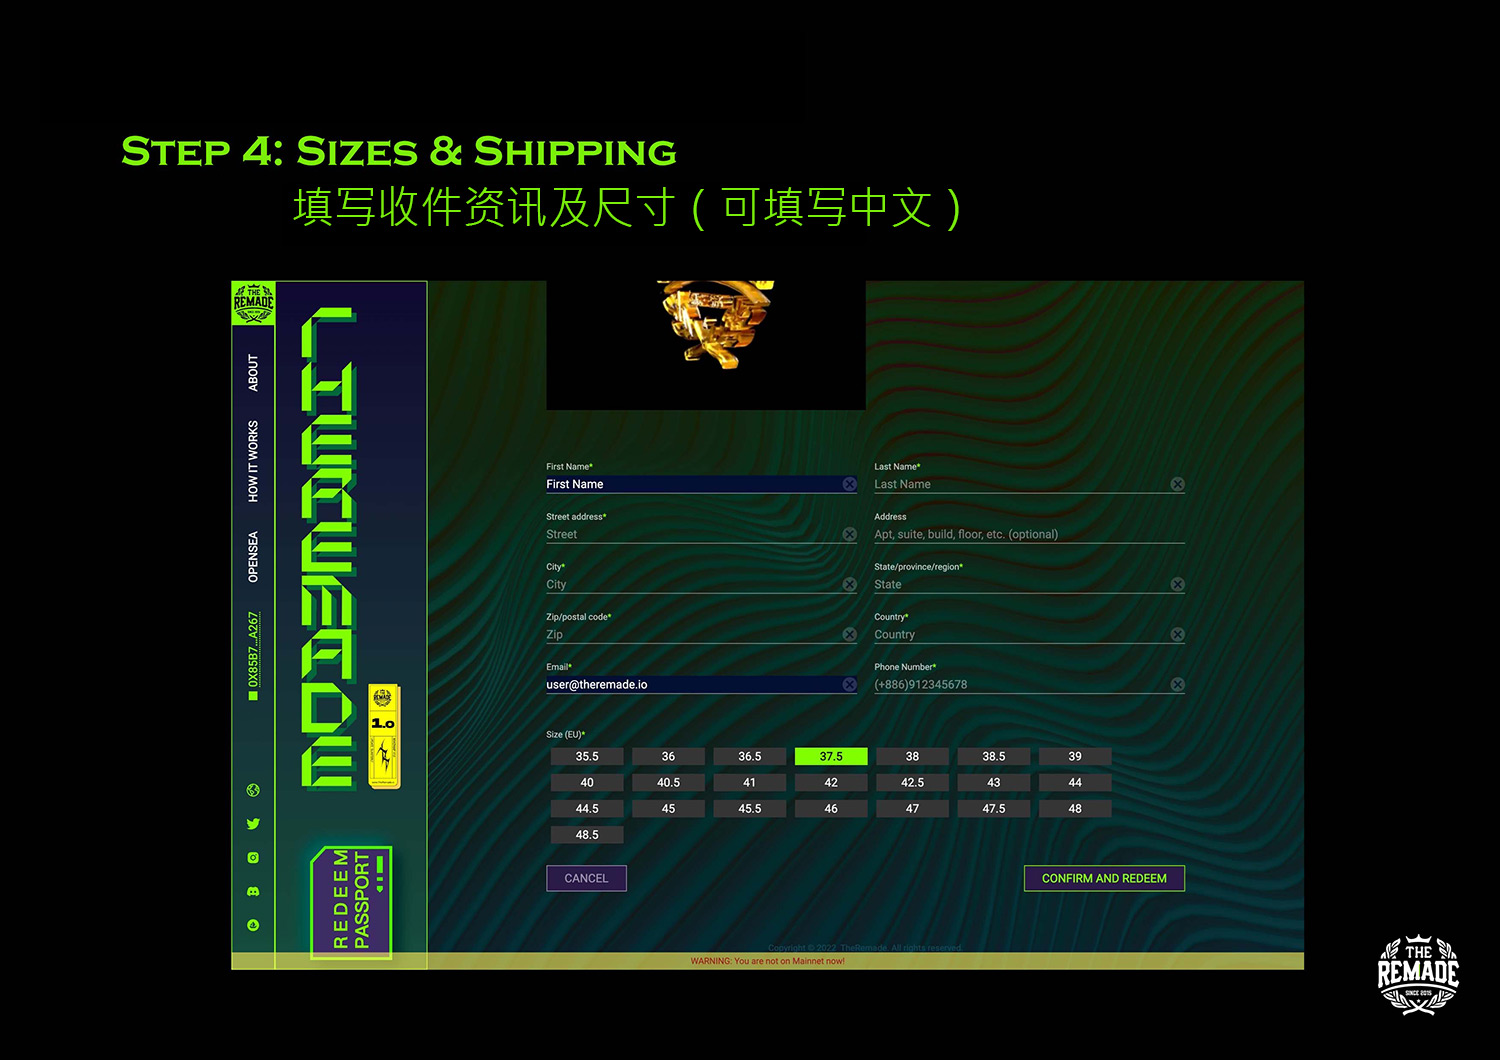 STEP 4: SIZES & SHIPPING
填写收件资讯及尺寸 ( 可填写中文 )
THE
REMADE
ABOUT
HOW IT WORKS
OPENSEA
0X85B7...A267
THEREMADE
REMADE
1.0
REDEEM
PASSPORT
First Name*
First Name
Last Name*
Last Name
Street address*
Street
Address
Apt, suite, build, floor, etc. (optional)
City*
City
State/province/region*
State
Zip/postal code*
Zip
Country*
Country
Email*
user@theremade.io
Phone Number*
(+886)912345678
Size (EU)*
35.5 36 36.5 37.5 38 38.5 39
40 40.5 41 42 42.5 43 44
44.5 45 45.5 46 47 47.5 48
48.5
CANCEL
CONFIRM AND REDEEM
Copyright © 2022 TheRemade. All rights reserved.
WARNING: You are not on Mainnet now!
THE
REMADE
SINCE 2015